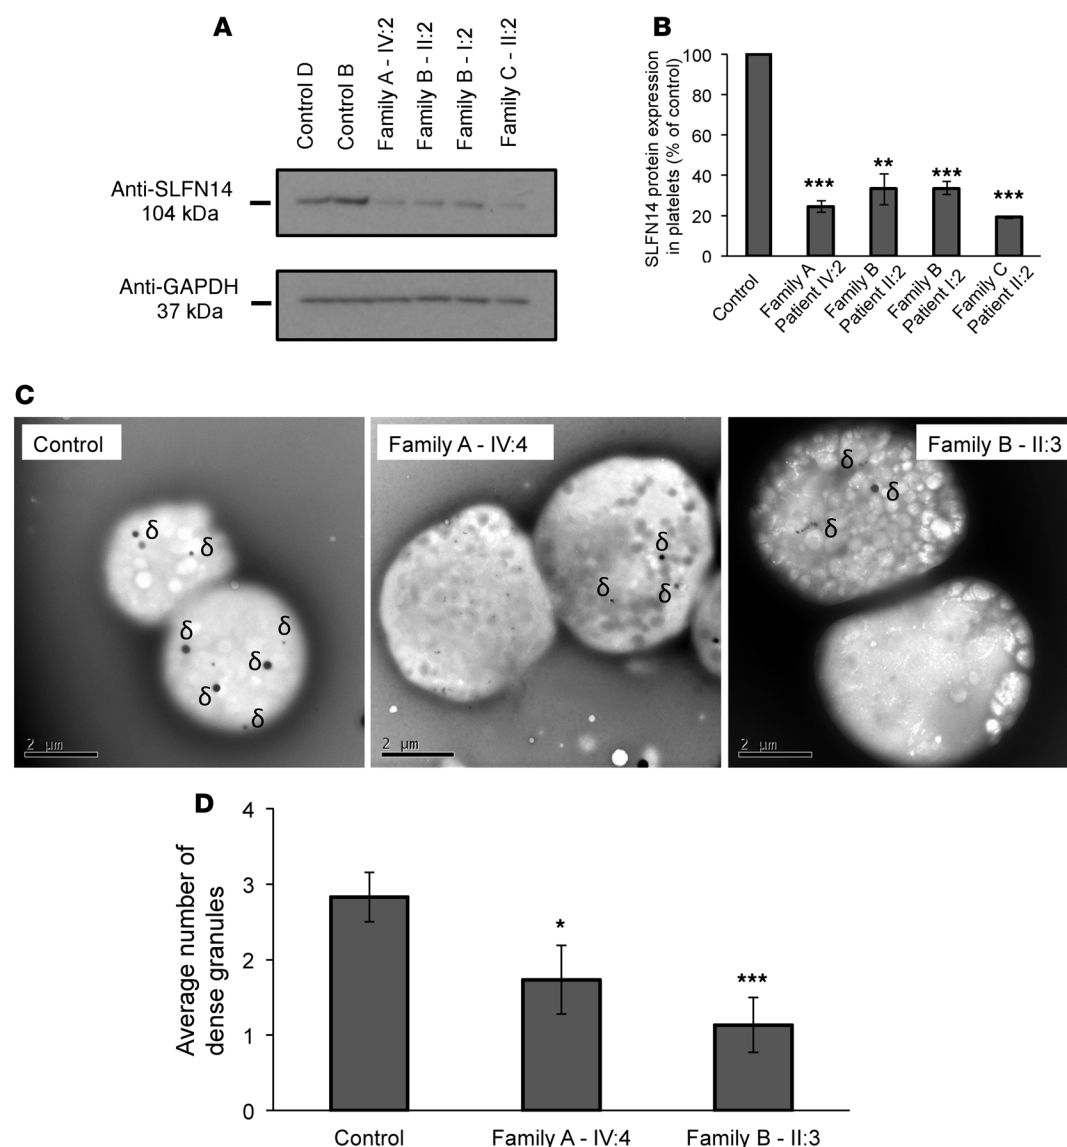 A
Control D
Control B
Family A - IV:2
Family B - II:2
Family B - I:2
Family C - II:2
Anti-SLFN14
104 kDa
Anti-GAPDH
37 kDa
B
SLFN14 protein expression
in platelets (% of control)
100
80
60
40
20
0
***
**
***
***
Control
Family A
Patient IV:2
Family B
Patient II:2
Family B
Patient I:2
Family C
Patient II:2
C
Control
δ
δ
δ
δ
δ
δ
δ
2 μm
Family A - IV:4
δ
δ
δ
2 μm
Family B - II:3
δ
δ
δ
2 μm
D
Average number of
dense granules
4
3
2
1
0
*
***
Control
Family A - IV:4
Family B - II:3